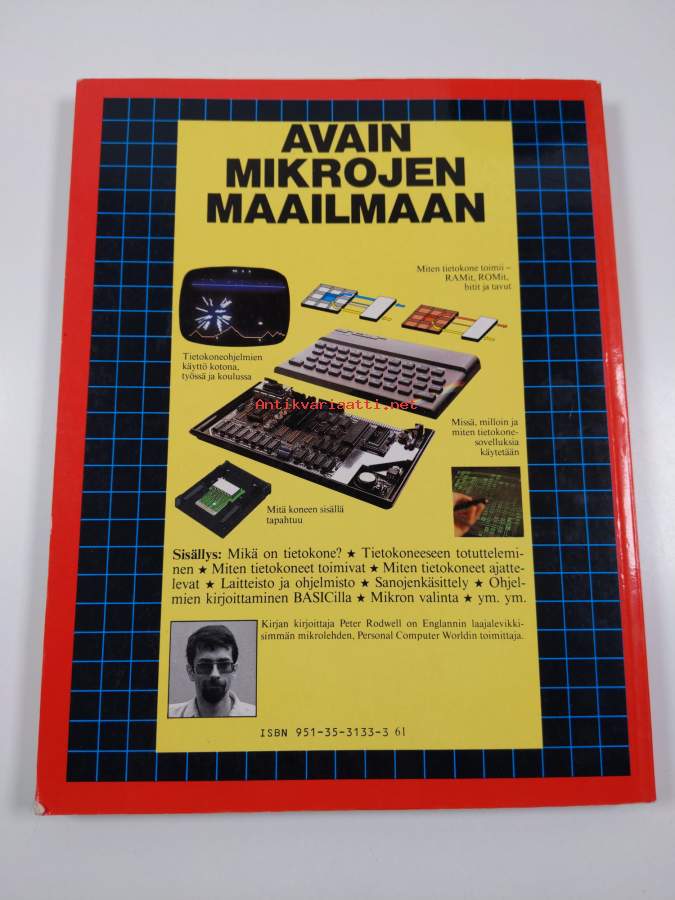 AVAIN
MIKROJEN
MAAILMAAN
Miten tietokone toimii –
RAMit, ROMit,
bitit ja tavut
Tietokoneohjelmien
käyttö kotona,
työssä ja koulussa
Antikvariaatti.net
Missä, milloin ja
miten tietokone-
sovelluksia
käytetään
Mitä koneen sisällä
tapahtuu
Sisällys: Mikä on tietokone? ★ Tietokoneeseen totuttelemi-
nen ★ Miten tietokoneet toimivat ★ Miten tietokoneet ajatte-
levat ★ Laitteisto ja ohjelmisto ★ Sanojenkäsittely ★ Ohjel-
mien kirjoittaminen BASICilla ★ Mikron valinta ★ ym. ym.
Kirjan kirjoittaja Peter Rodwell on Englannin laajalevikki-
simmän mikrolehden, Personal Computer Worldin toimittaja.
ISBN 951-35-3133-3 61